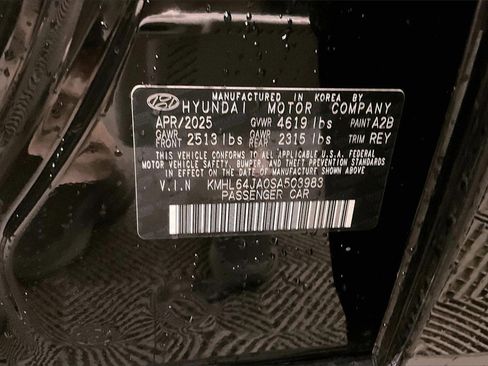 MANUFACTURED IN KOREA BY
HYUNDAI MOTOR COMPANY
APR/2025 GVWR 4619 lbs PAINT A2B
GAWR FRONT 2513 lbs GAWR REAR 2315 lbs TRIM REY
THIS VEHICLE CONFORMS TO ALL APPLICABLE U.S. FEDERAL
MOTOR VEHICLE SAFETY, BUMPER, AND THEFT PREVENTION STANDARDS
IN EFFECT ON THE DATE OF MANUFACTURE SHOWN ABOVE.
V.I.N KMHL64JA0SA503983
PASSENGER CAR